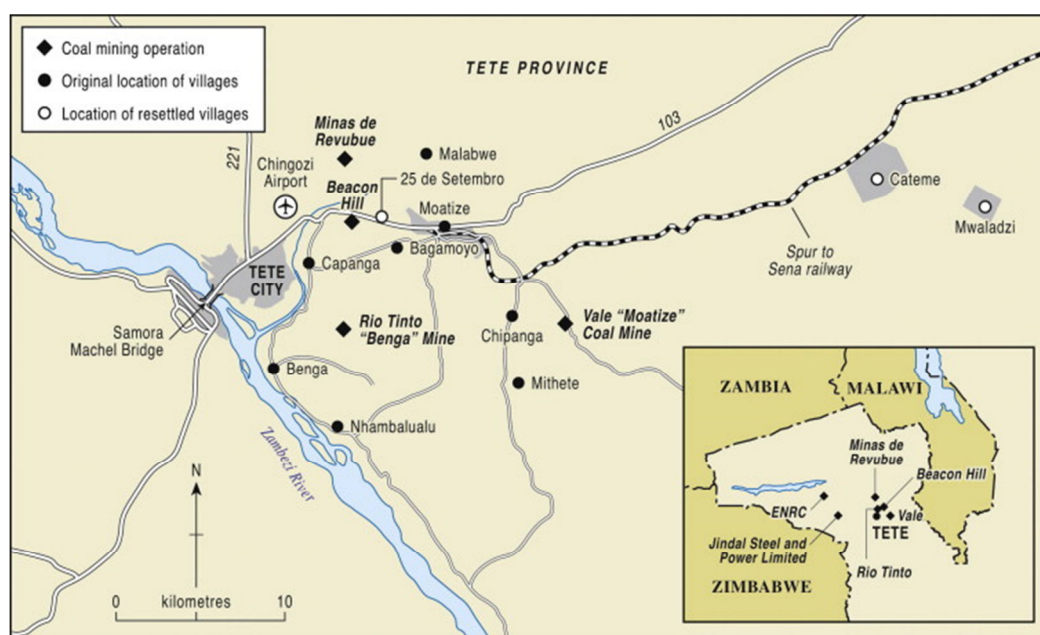 Coal mining operation
Original location of villages
Location of resettled villages
TETE PROVINCE
103
221
Minas de
Revubue
Malabwe
Chingozi
Airport
Beacon
Hill
25 de Setembro
Moatize
Cateme
Mwaladzi
Bagamoyo
Capanga
TETE
CITY
Spur to
Sena railway
Samora
Machel Bridge
Rio Tinto
"Benga" Mine
Chipanga
Vale "Moatize"
Coal Mine
Benga
Mithete
Nhambalualu
Zambezi River
N
0 kilometres 10
ZAMBIA
MALAWI
Minas de
Revubue
Beacon Hill
ENRC
Vale
TETE
Jindal Steel and
Power Limited
Rio Tinto
ZIMBABWE